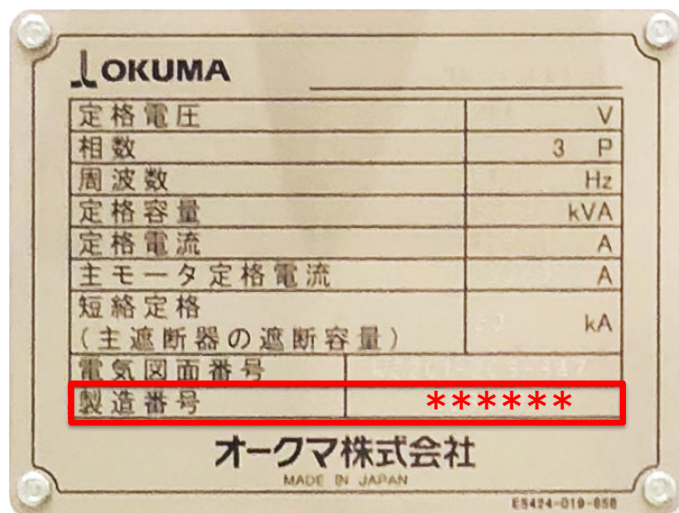 OKUMA
定格電圧 V
相数 3 P
周波数 Hz
定格容量 kVA
定格電流 A
主モータ定格電流 A
短絡定格
(主遮断器の遮断容量) kA
電気図面番号
製造番号 ******
オークマ株式会社
MADE IN JAPAN
E5424-019-858